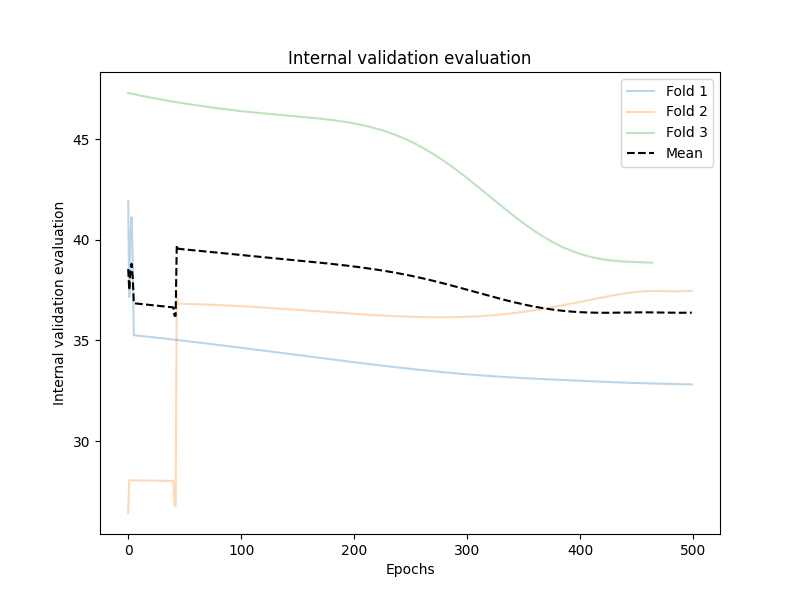 Internal validation evaluation
Fold 1
Fold 2
Fold 3
Mean
Internal validation evaluation
45
40
35
30
0 100 200 300 400 500
Epochs